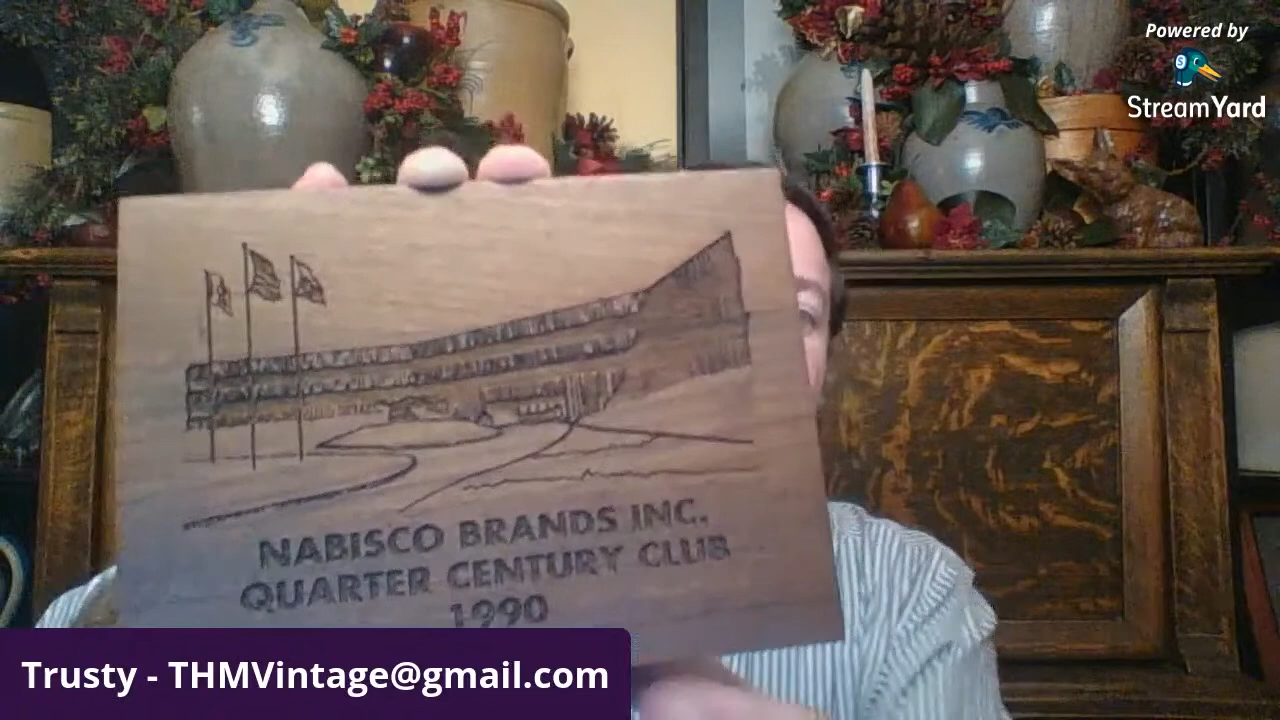 Powered by
StreamYard
NABISCO BRANDS INC.
QUARTER CENTURY CLUB
1990
Trusty - THMVintage@gmail.com